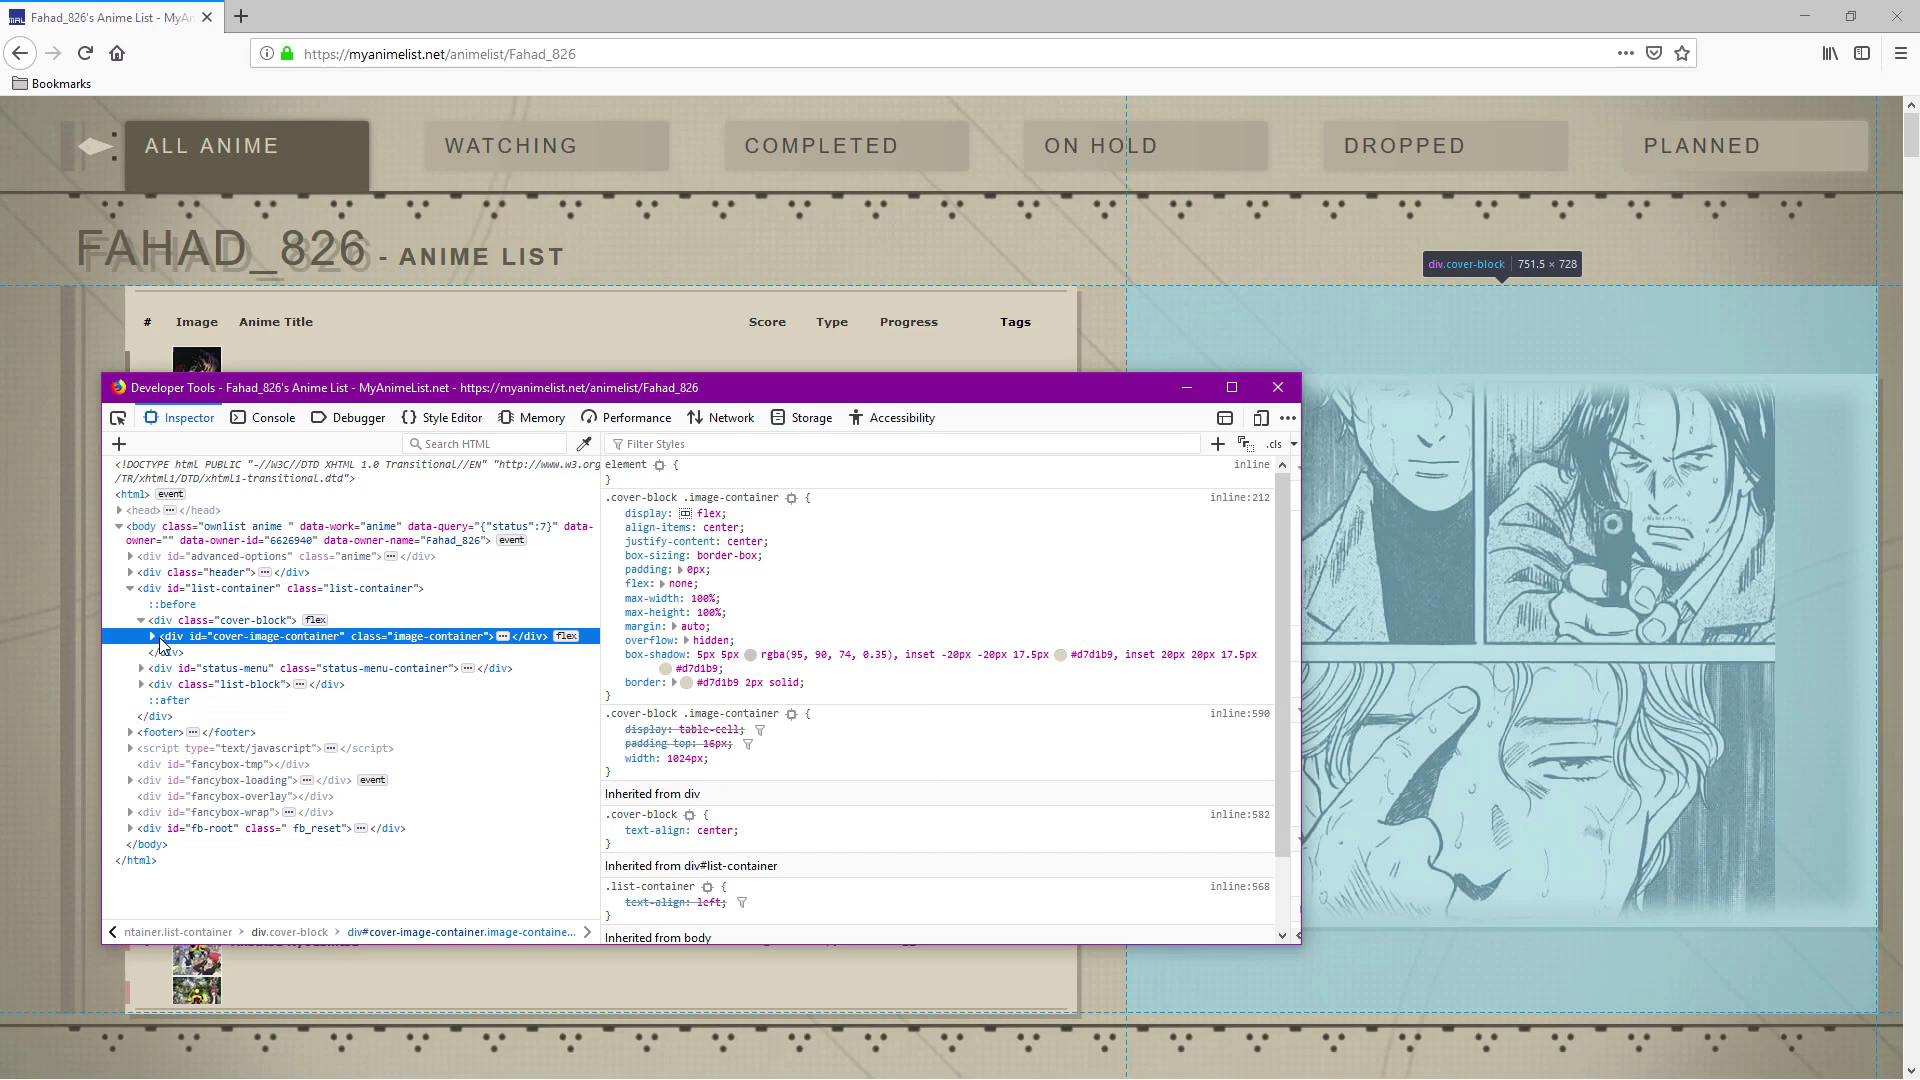 Fahad_826's Anime List - MyAn
https://myanimelist.net/animelist/Fahad_826
Bookmarks
ALL ANIME
WATCHING
COMPLETED
ON HOLD
DROPPED
PLANNED
FAHAD_826 - ANIME LIST
div.cover-block 751.5 × 728
# Image Anime Title Score Type Progress Tags
Developer Tools - Fahad_826's Anime List - MyAnimeList.net - https://myanimelist.net/animelist/Fahad_826
Inspector Console Debugger Style Editor Memory Performance Network Storage Accessibility
Search HTML
Filter Styles
.cls
<!DOCTYPE html PUBLIC "-//W3C//DTD XHTML 1.0 Transitional//EN" "http://www.w3.org
/TR/xhtml1/DTD/xhtml1-transitional.dtd">
<html> event
<head> </head>
<body class="ownlist anime " data-work="anime" data-query="{"status":7}" data-
owner="" data-owner-id="6626940" data-owner-name="Fahad_826"> event
<div id="advanced-options" class="anime"> </div>
<div class="header"> </div>
<div id="list-container" class="list-container">
::before
<div class="cover-block"> flex
<div id="cover-image-container" class="image-container"> </div> flex
</div>
<div id="status-menu" class="status-menu-container"> </div>
<div class="list-block"> </div>
::after
</div>
<footer> </footer>
<script type="text/javascript"> </script>
<div id="fancybox-tmp"></div>
<div id="fancybox-loading"> </div> event
<div id="fancybox-overlay"></div>
<div id="fancybox-wrap"> </div>
<div id="fb-root" class=" fb_reset"> </div>
</body>
</html>
ntainer.list-container > div.cover-block > div#cover-image-container.image-containe...
element {
inline
}
.cover-block .image-container {
inline:212
display: flex;
align-items: center;
justify-content: center;
box-sizing: border-box;
padding: 0px;
flex: none;
max-width: 100%;
max-height: 100%;
margin: auto;
overflow: hidden;
box-shadow: 5px 5px rgba(95, 90, 74, 0.35), inset -20px -20px 17.5px #d7d1b9, inset 20px 20px 17.5px
#d7d1b9;
border: #d7d1b9 2px solid;
}
.cover-block .image-container {
inline:590
display: table-cell;
padding-top: 16px;
width: 1024px;
}
Inherited from div
.cover-block {
inline:582
text-align: center;
}
Inherited from div#list-container
.list-container {
inline:568
text-align: left;
}
Inherited from body